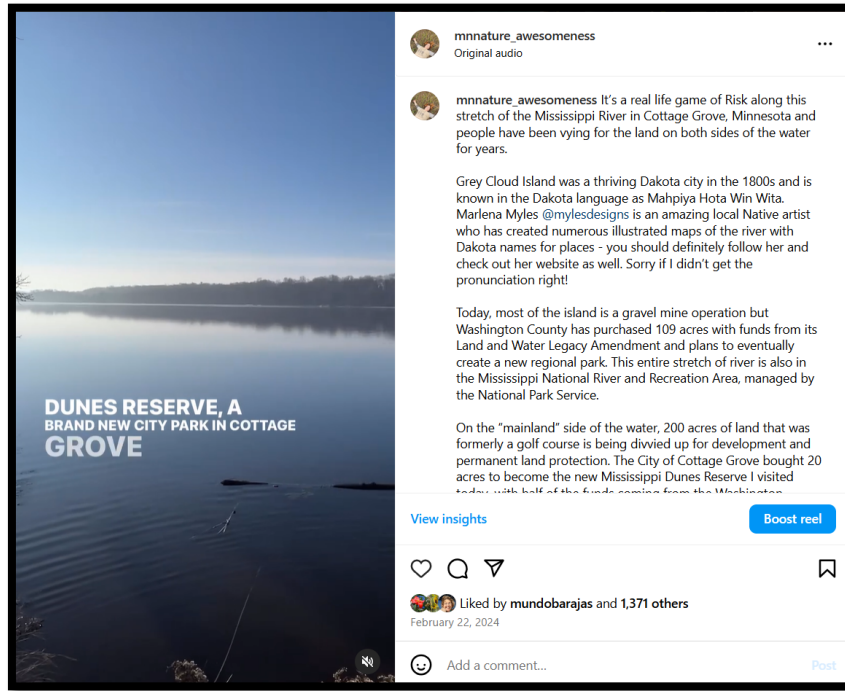 DUNES RESERVE, A
BRAND NEW CITY PARK IN COTTAGE
GROVE
mnnature_awesomeness
Original audio
mnnature_awesomeness It's a real life game of Risk along this
stretch of the Mississippi River in Cottage Grove, Minnesota and
people have been vying for the land on both sides of the water
for years.
Grey Cloud Island was a thriving Dakota city in the 1800s and is
known in the Dakota language as Mahpiya Hota Win Wita.
Marlena Myles @mylesdesigns is an amazing local Native artist
who has created numerous illustrated maps of the river with
Dakota names for places - you should definitely follow her and
check out her website as well. Sorry if I didn't get the
pronunciation right!
Today, most of the island is a gravel mine operation but
Washington County has purchased 109 acres with funds from its
Land and Water Legacy Amendment and plans to eventually
create a new regional park. This entire stretch of river is also in
the Mississippi National River and Recreation Area, managed by
the National Park Service.
On the "mainland" side of the water, 200 acres of land that was
formerly a golf course is being divvied up for development and
permanent land protection. The City of Cottage Grove bought 20
acres to become the new Mississippi Dunes Reserve I visited
today, with half of the funds coming from the Washington
View insights
Boost reel
Liked by mundobarajas and 1,371 others
February 22, 2024
Add a comment...
Post